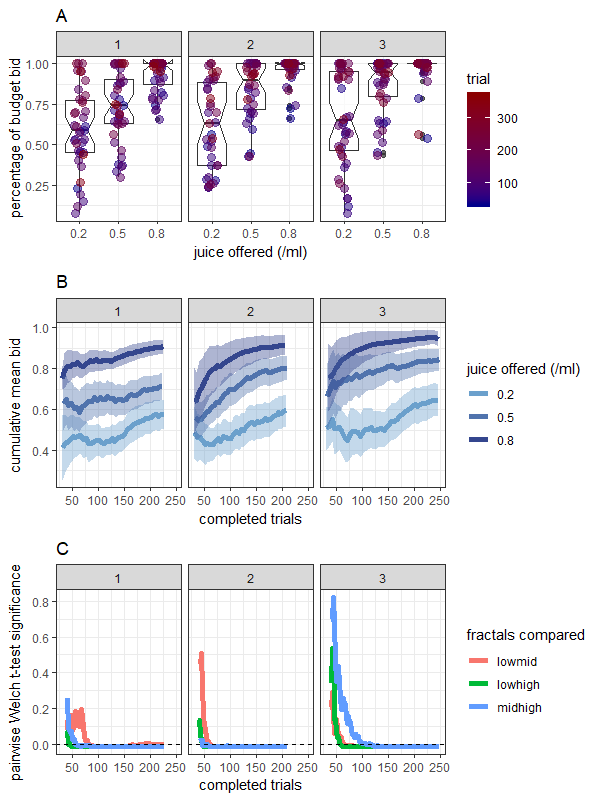 A
1 2 3
percentage of budget bid
1.00
0.75
0.50
0.25
0.2 0.5 0.8 0.2 0.5 0.8 0.2 0.5 0.8
juice offered (/ml)
trial
300
200
100
B
1 2 3
cumulative mean bid
1.0
0.8
0.6
0.4
50 100 150 200 250 50 100 150 200 250 50 100 150 200 250
completed trials
juice offered (/ml)
0.2
0.5
0.8
C
1 2 3
pairwise Welch t-test significance
0.8
0.6
0.4
0.2
0.0
50 100 150 200 250 50 100 150 200 250 50 100 150 200 250
completed trials
fractals compared
lowmid
lowhigh
midhigh